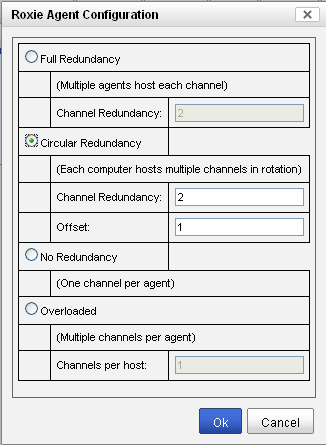 Roxie Agent Configuration
Full Redundancy
(Multiple agents host each channel)
Channel Redundancy: 2
Circular Redundancy
(Each computer hosts multiple channels in rotation)
Channel Redundancy: 2
Offset: 1
No Redundancy
(One channel per agent)
Overloaded
(Multiple channels per agent)
Channels per host: 1
Ok Cancel